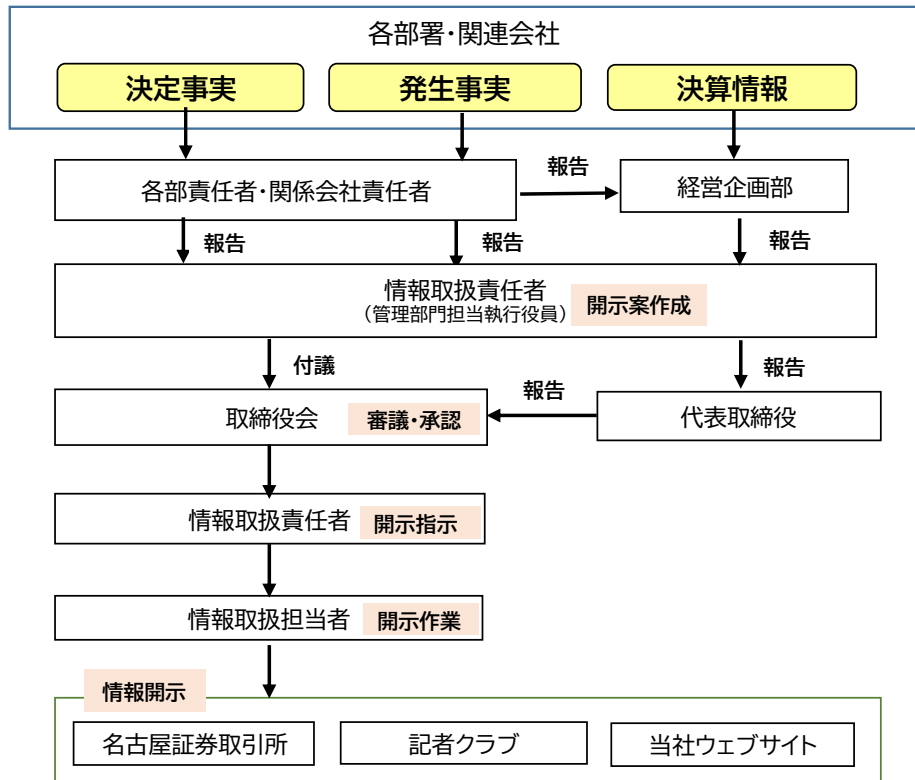 各部署・関連会社
決定事実
発生事実
決算情報
各部責任者・関係会社責任者
報告
経営企画部
報告
報告
報告
情報取扱責任者
(管理部門担当執行役員)
開示案作成
付議
報告
取締役会
審議・承認
報告
代表取締役
情報取扱責任者
開示指示
情報取扱担当者
開示作業
情報開示
名古屋証券取引所
記者クラブ
当社ウェブサイト